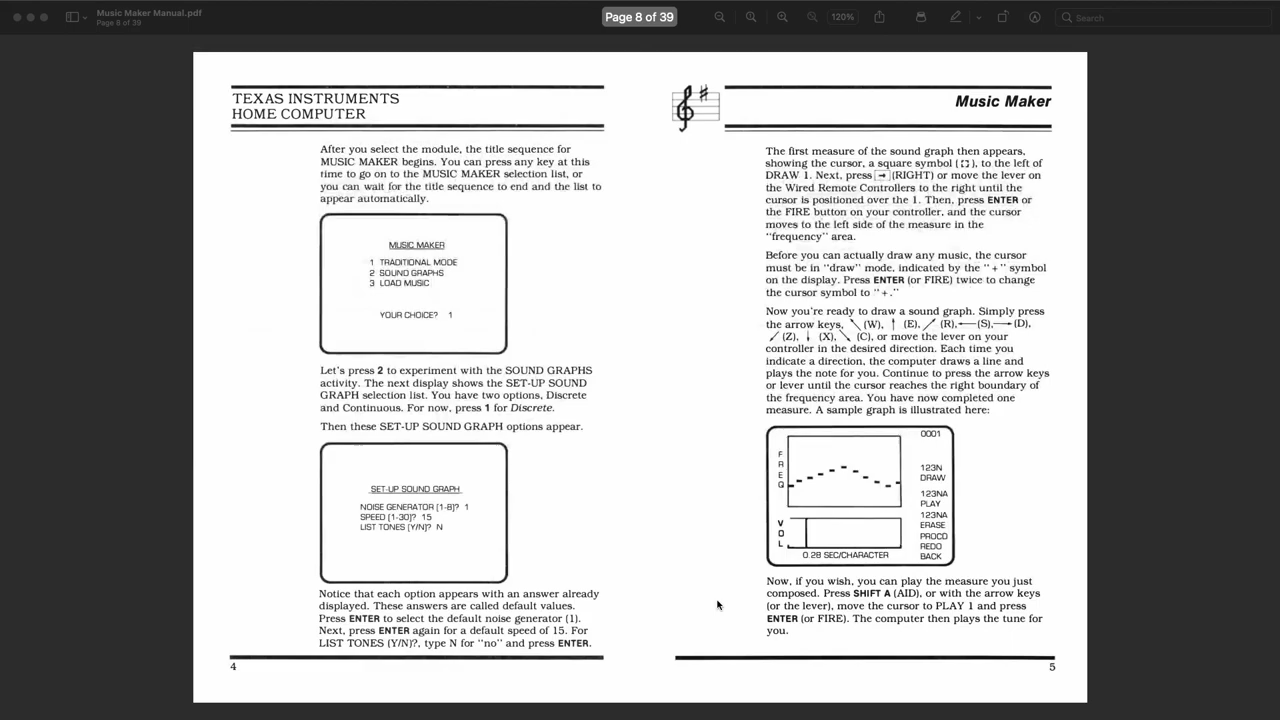 Music Maker Manual.pdf
Page 8 of 39
Page 8 of 39
120%
Search
TEXAS INSTRUMENTS
HOME COMPUTER
After you select the module, the title sequence for
MUSIC MAKER begins. You can press any key at this
time to go on to the MUSIC MAKER selection list, or
you can wait for the title sequence to end and the list to
appear automatically.
MUSIC MAKER
1 TRADITIONAL MODE
2 SOUND GRAPHS
3 LOAD MUSIC
YOUR CHOICE? 1
Let's press 2 to experiment with the SOUND GRAPHS
activity. The next display shows the SET-UP SOUND
GRAPH selection list. You have two options, Discrete
and Continuous. For now, press 1 for Discrete.
Then these SET-UP SOUND GRAPH options appear.
SET-UP SOUND GRAPH
NOISE GENERATOR [1-8]? 1
SPEED [1-30]? 15
LIST TONES [Y/N]? N
Notice that each option appears with an answer already
displayed. These answers are called default values.
Press ENTER to select the default noise generator (1).
Next, press ENTER again for a default speed of 15. For
LIST TONES (Y/N)?, type N for "no" and press ENTER.
4
Music Maker
The first measure of the sound graph then appears,
showing the cursor, a square symbol ( ), to the left of
DRAW 1. Next, press → (RIGHT) or move the lever on
the Wired Remote Controllers to the right until the
cursor is positioned over the 1. Then, press ENTER or
the FIRE button on your controller, and the cursor
moves to the left side of the measure in the
"frequency" area.
Before you can actually draw any music, the cursor
must be in "draw" mode, indicated by the "+" symbol
on the display. Press ENTER (or FIRE) twice to change
the cursor symbol to "+."
Now you're ready to draw a sound graph. Simply press
the arrow keys, ↖ (W), ↑ (E), ↗ (R), ← (S), → (D),
↙ (Z), ↓ (X), ↘ (C), or move the lever on your
controller in the desired direction. Each time you
indicate a direction, the computer draws a line and
plays the note for you. Continue to press the arrow keys
or lever until the cursor reaches the right boundary of
the frequency area. You have now completed one
measure. A sample graph is illustrated here:
0001
FREQ
123N
DRAW
123NA
PLAY
123NA
ERASE
PROCD
REDO
BACK
VOL
0.28 SEC/CHARACTER
Now, if you wish, you can play the measure you just
composed. Press SHIFT A (AID), or with the arrow keys
(or the lever), move the cursor to PLAY 1 and press
ENTER (or FIRE). The computer then plays the tune for
you.
5